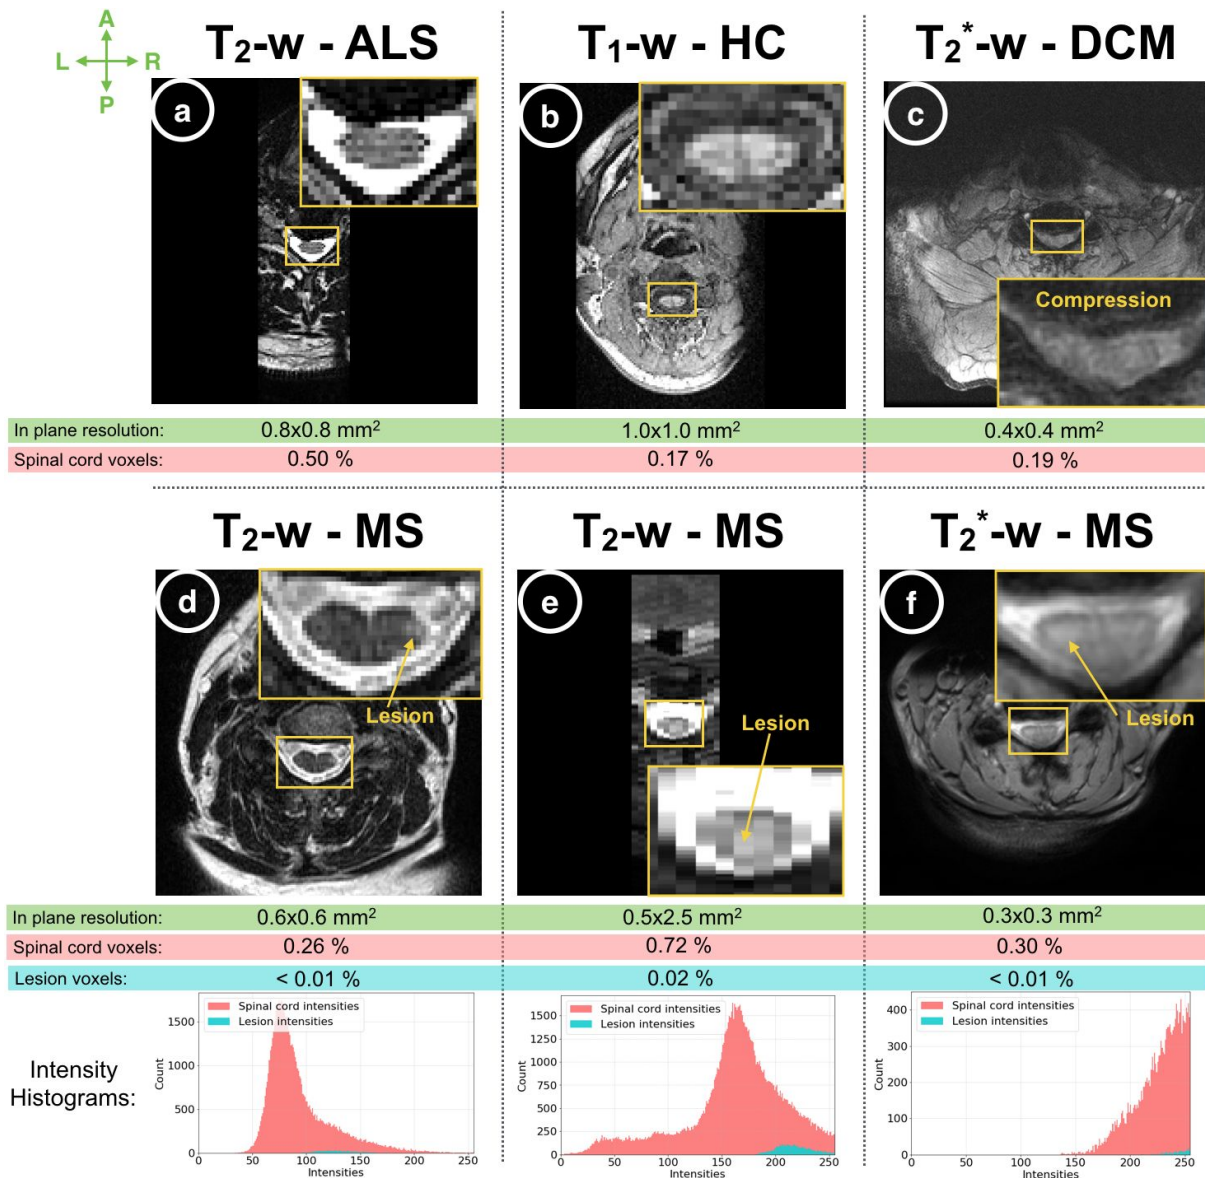 A
L R
P
T2-w - ALS
T1-w - HC
T2*-w - DCM
a
b
c
Compression
In plane resolution: 0.8x0.8 mm2 1.0x1.0 mm2 0.4x0.4 mm2
Spinal cord voxels: 0.50 % 0.17 % 0.19 %
T2-w - MS
T2-w - MS
T2*-w - MS
d
e
f
Lesion
Lesion
Lesion
In plane resolution: 0.6x0.6 mm2 0.5x2.5 mm2 0.3x0.3 mm2
Spinal cord voxels: 0.26 % 0.72 % 0.30 %
Lesion voxels: < 0.01 % 0.02 % < 0.01 %
Intensity
Histograms:
Spinal cord intensities
Lesion intensities
Count
1500
1000
500
0
0 50 100 150 200 250
Intensities
Spinal cord intensities
Lesion intensities
Count
1500
1250
1000
750
500
250
0
0 50 100 150 200 250
Intensities
Spinal cord intensities
Lesion intensities
Count
400
300
200
100
0
0 50 100 150 200 250
Intensities